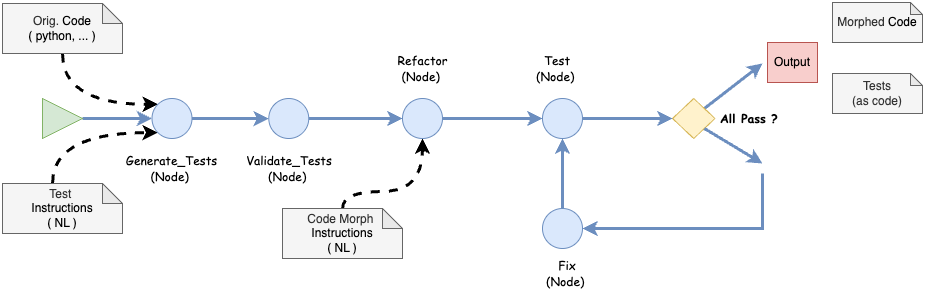 Orig. Code
( python, ... )
Morphed Code
Refactor
(Node)
Test
(Node)
Output
Tests
(as code)
All Pass ?
Generate_Tests
(Node)
Validate_Tests
(Node)
Test
Instructions
( NL )
Code Morph
Instructions
( NL )
Fix
(Node)